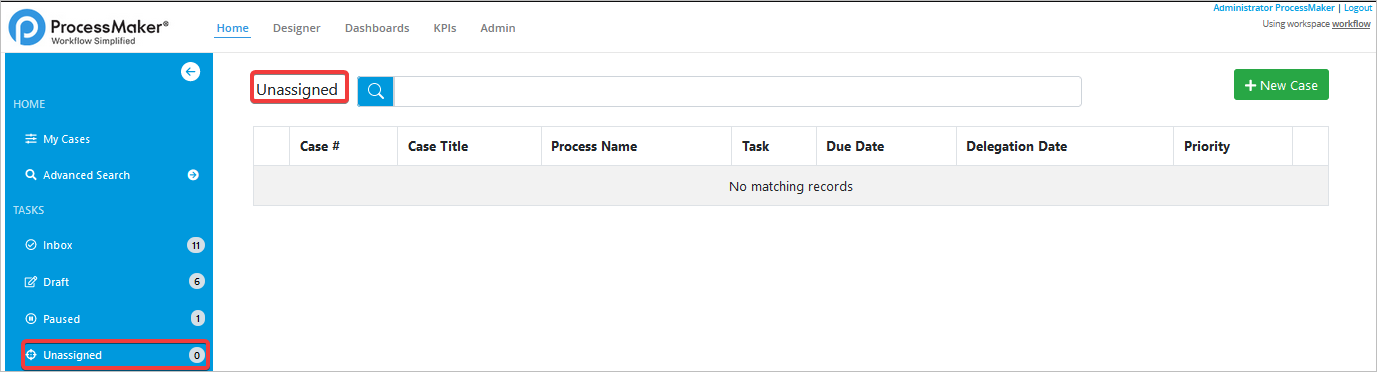 ProcessMaker®
Workflow Simplified
Home Designer Dashboards KPIs Admin
Administrator ProcessMaker | Logout
Using workspace workflow
HOME
My Cases
Advanced Search
TASKS
Inbox 11
Draft 6
Paused 1
Unassigned 0
Unassigned
+ New Case
Case # Case Title Process Name Task Due Date Delegation Date Priority
No matching records